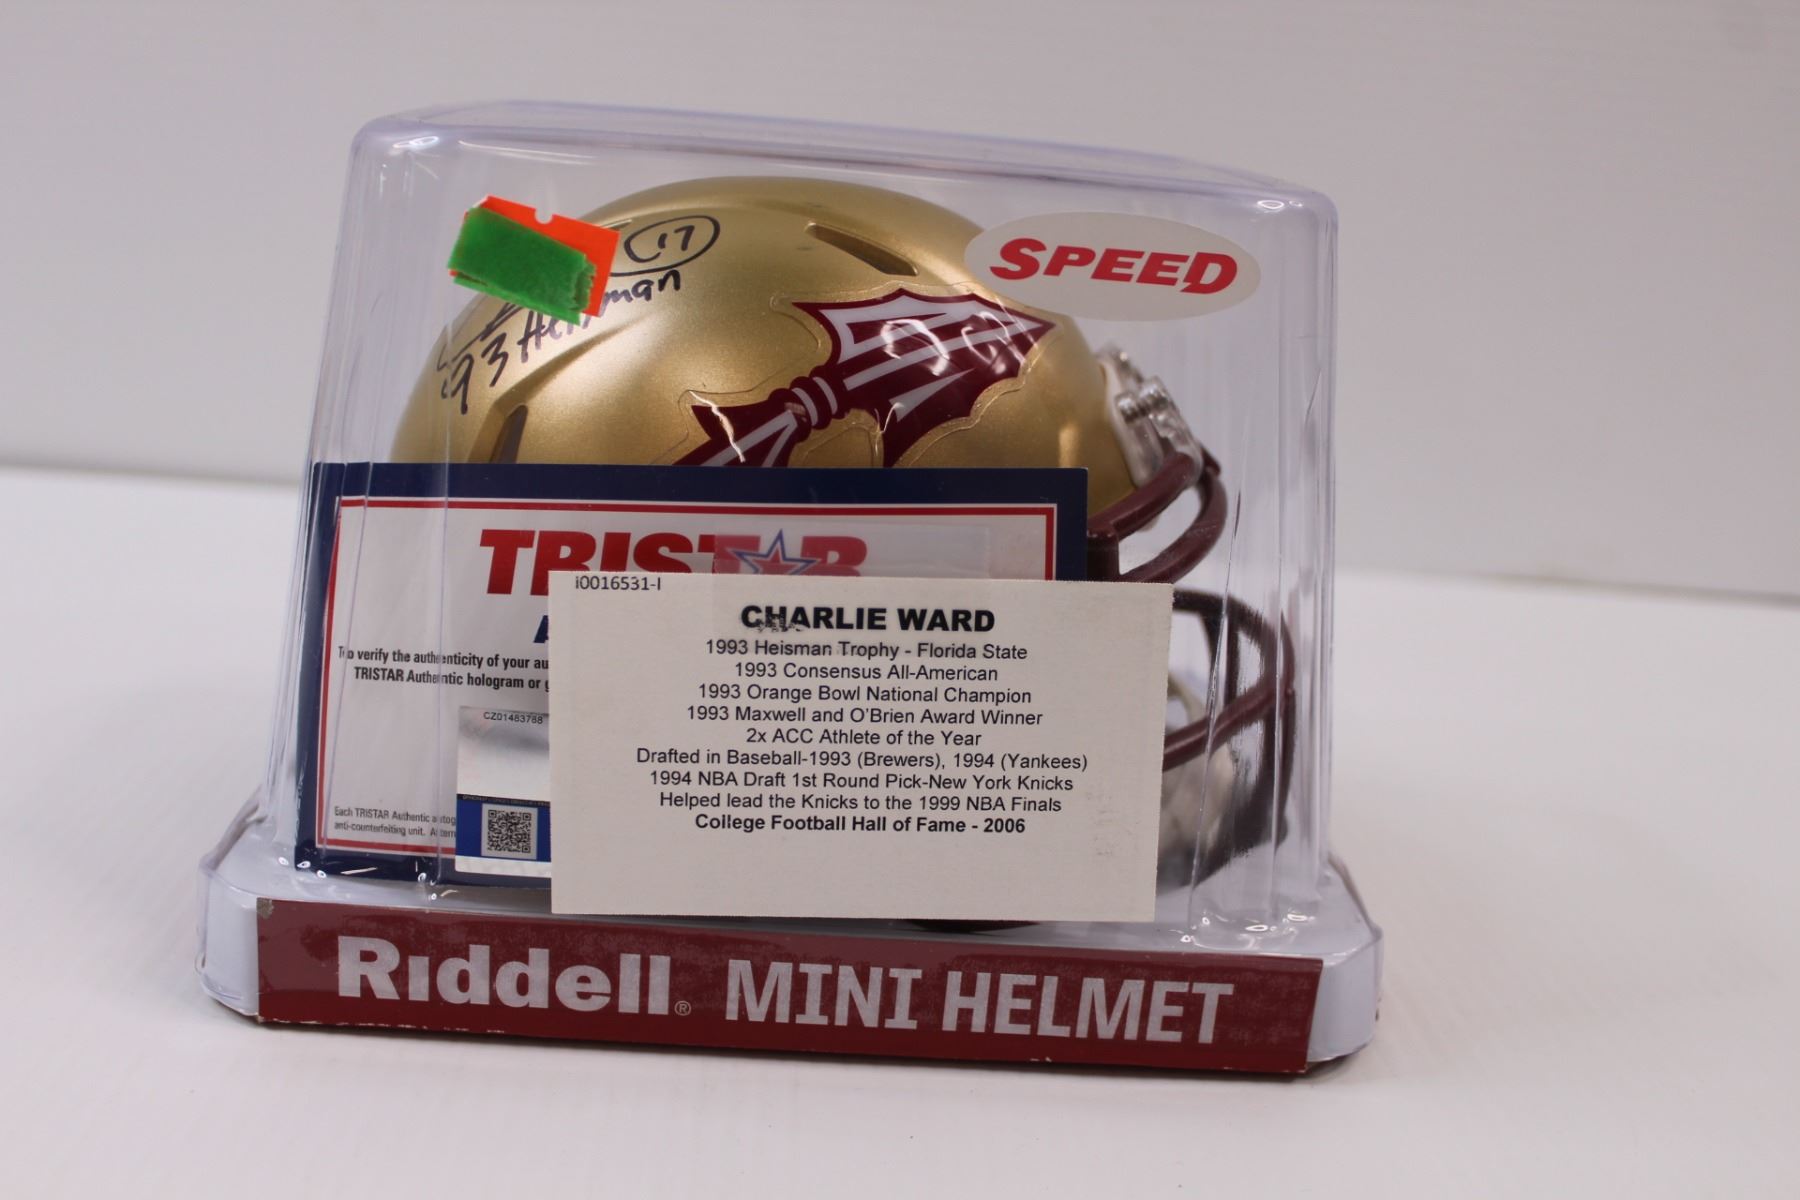 17
'93 Heisman
SPEED
TRISTAR
To verify the authenticity of your au
TRISTAR Authentic hologram or g
CZ01483788
Each TRISTAR Authentic autog
anti-counterfeiting unit.
i0016531-I
CHARLIE WARD
1993 Heisman Trophy - Florida State
1993 Consensus All-American
1993 Orange Bowl National Champion
1993 Maxwell and O'Brien Award Winner
2x ACC Athlete of the Year
Drafted in Baseball-1993 (Brewers), 1994 (Yankees)
1994 NBA Draft 1st Round Pick-New York Knicks
Helped lead the Knicks to the 1999 NBA Finals
College Football Hall of Fame - 2006
Riddell® MINI HELMET